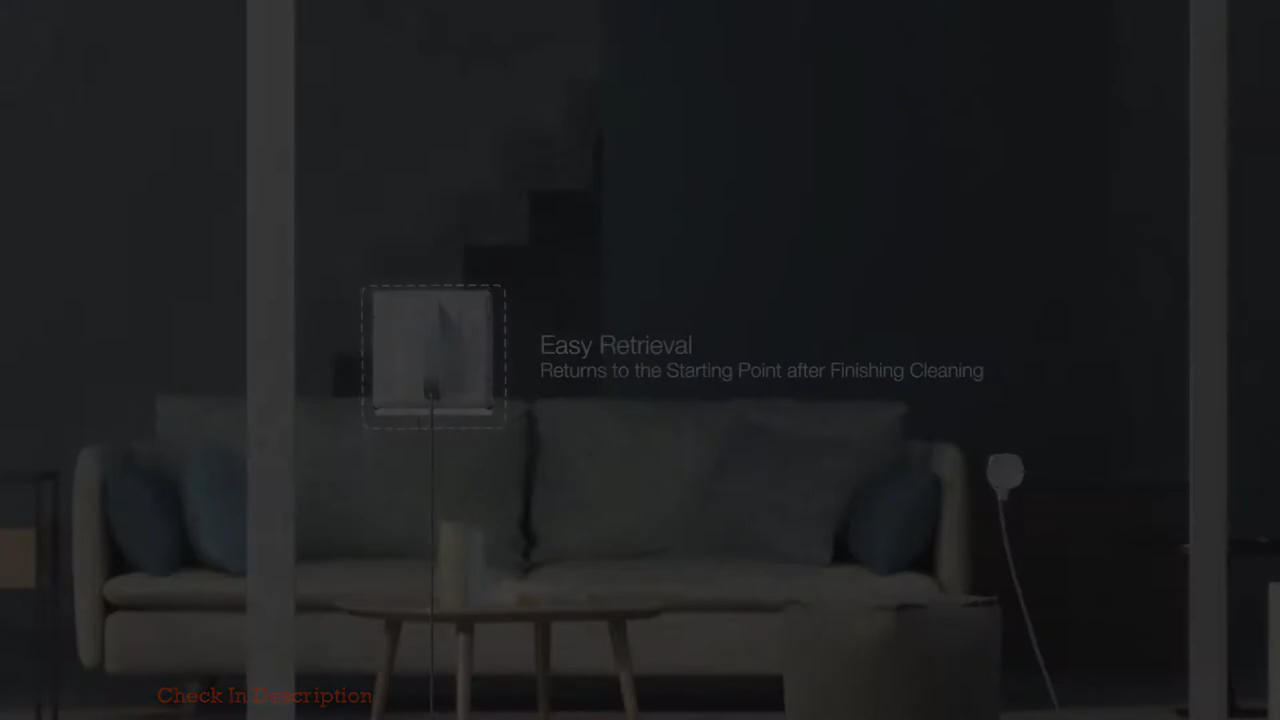 Easy Retrieval
Returns to the Starting Point after Finishing Cleaning
Check In Description